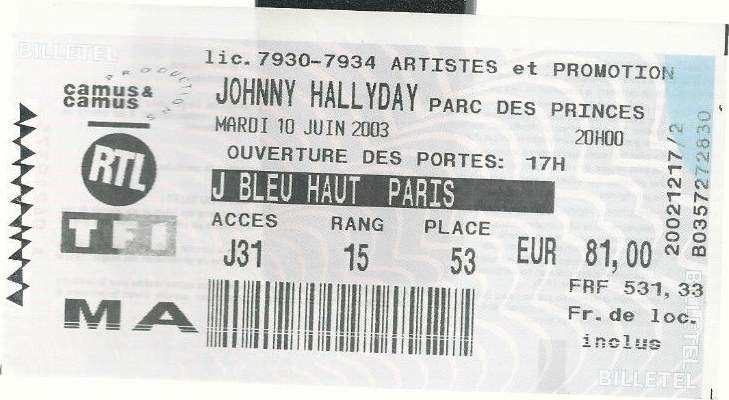 BILLETEL
lic. 7930-7934 ARTISTES et PROMOTION
camus &
camus
PRODUCTIONS
JOHNNY HALLYDAY PARC DES PRINCES
MARDI 10 JUIN 2003 20H00
OUVERTURE DES PORTES: 17H
RTL
J BLEU HAUT PARIS
TF1
ACCES RANG PLACE
J31 15 53 EUR 81,00
FRF 531,33
MA
Fr. de loc.
inclus
20021217/2
B0357272830
BILLETEL
BILLETEL